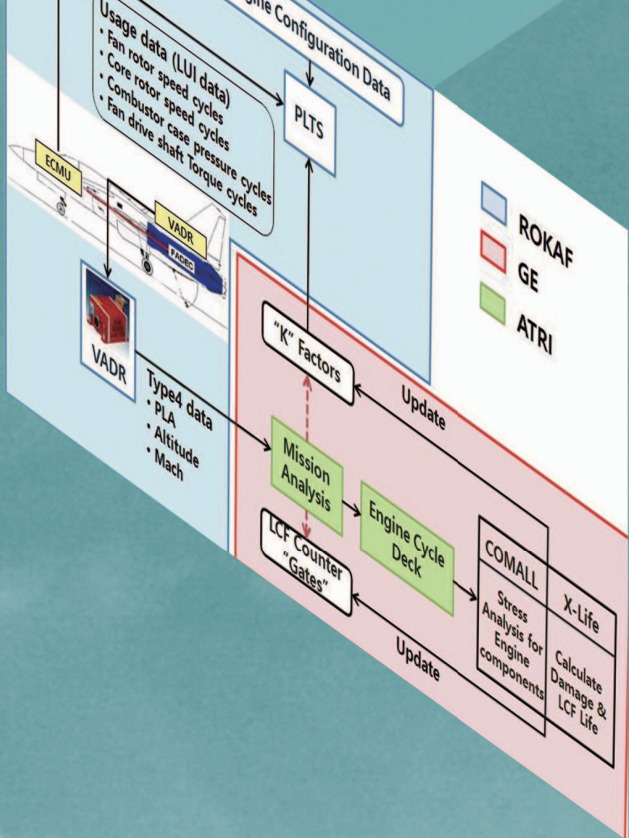 Configuration Data
Usage data (LUI data)
• Fan rotor speed cycles
• Core rotor speed cycles
• Combustor case pressure cycles
• Fan drive shaft Torque cycles
PLTS
ECMU
VADR
FADEC
VADR
ROKAF
GE
ATRI
"K" Factors
Update
Type4 data
• PLA
• Altitude
• Mach
Mission
Analysis
Engine Cycle
Deck
LCF Counter
"Gates"
COMALL
X-Life
Stress
Analysis for
Engine
components
Calculate
Damage &
LCF Life
Update